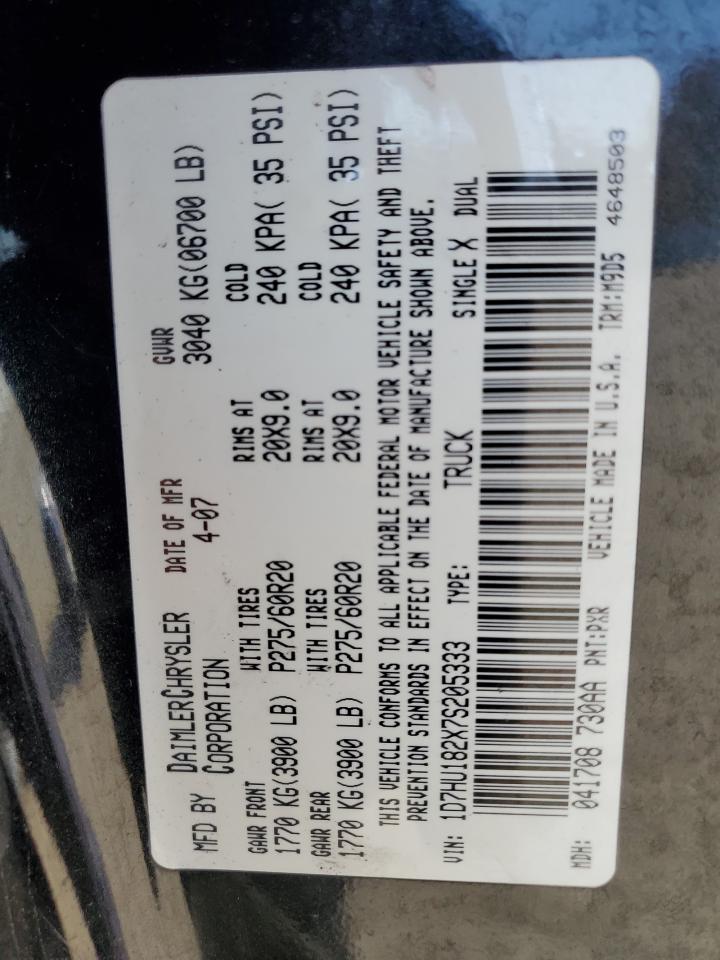 MFD BY DAIMLERCHRYSLER CORPORATION DATE OF MFR 4-07 GVWR 3040 KG(06700 LB)
GAWR FRONT WITH TIRES RIMS AT COLD
1770 KG(3900 LB) P275/60R20 20X9.0 240 KPA( 35 PSI)
GAWR REAR WITH TIRES RIMS AT COLD
1770 KG(3900 LB) P275/60R20 20X9.0 240 KPA( 35 PSI)
THIS VEHICLE CONFORMS TO ALL APPLICABLE FEDERAL MOTOR VEHICLE SAFETY AND THEFT
PREVENTION STANDARDS IN EFFECT ON THE DATE OF MANUFACTURE SHOWN ABOVE.
VIN: 1D7HU182X7S205333 TYPE: TRUCK SINGLE X DUAL
MDH: 041708 730AA PNT:PXR VEHICLE MADE IN U.S.A. TRM:M9D5 4648503